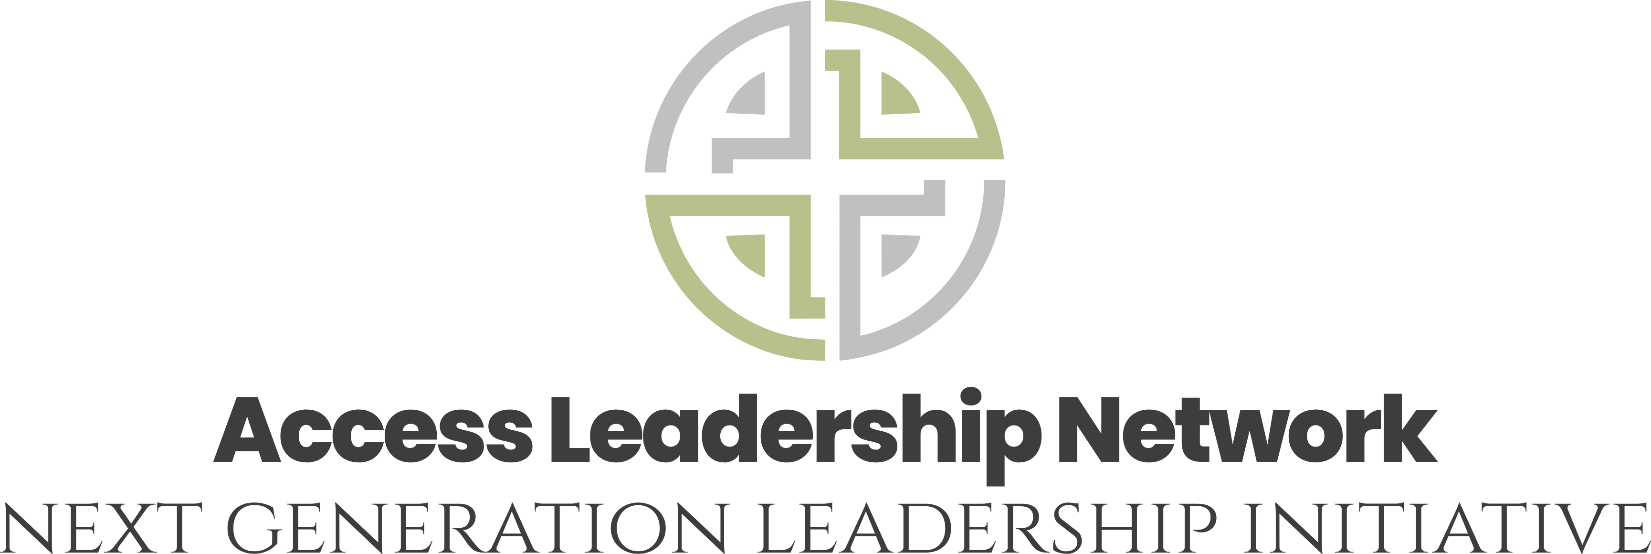 Access Leadership Network
NEXT GENERATION LEADERSHIP INITIATIVE